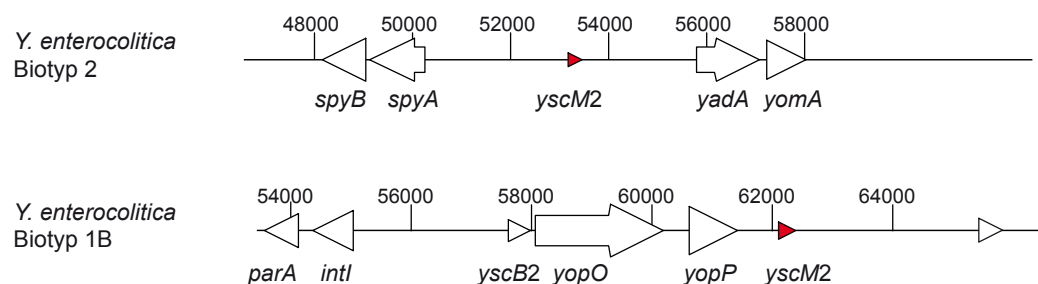 48000 50000 52000 54000 56000 58000
Y. enterocolitica
Biotyp 2
spyB spyA yscM2 yadA yomA
54000 56000 58000 60000 62000 64000
Y. enterocolitica
Biotyp 1B
parA intI yscB2 yopO yopP yscM2